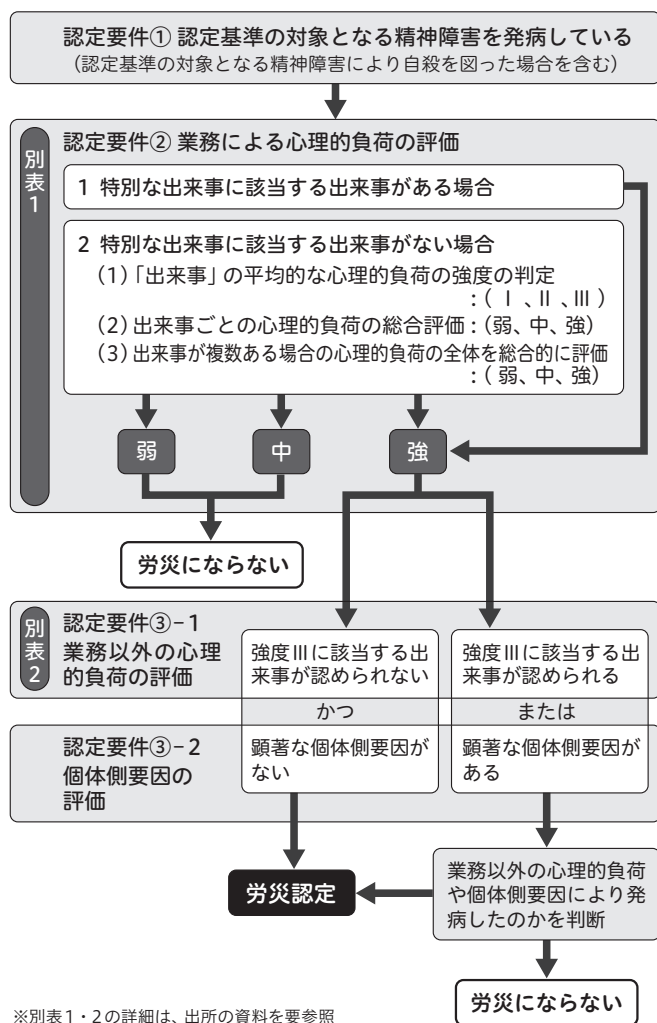 認定要件① 認定基準の対象となる精神障害を発病している
（認定基準の対象となる精神障害により自殺を図った場合を含む）
別表1
認定要件② 業務による心理的負荷の評価
1 特別な出来事に該当する出来事がある場合
2 特別な出来事に該当する出来事がない場合
（1）「出来事」の平均的な心理的負荷の強度の判定
：（Ⅰ、Ⅱ、Ⅲ）
（2）出来事ごとの心理的負荷の総合評価：（弱、中、強）
（3）出来事が複数ある場合の心理的負荷の全体を総合的に評価
：（弱、中、強）
弱
中
強
労災にならない
別表2
認定要件③-1
業務以外の心理
的負荷の評価
強度Ⅲに該当する出
来事が認められない
かつ
顕著な個体側要因が
ない
強度Ⅲに該当する出
来事が認められる
または
顕著な個体側要因が
ある
認定要件③-2
個体側要因の
評価
労災認定
業務以外の心理的負荷
や個体側要因により発
病したのかを判断
労災にならない
※別表1・2の詳細は、出所の資料を要参照